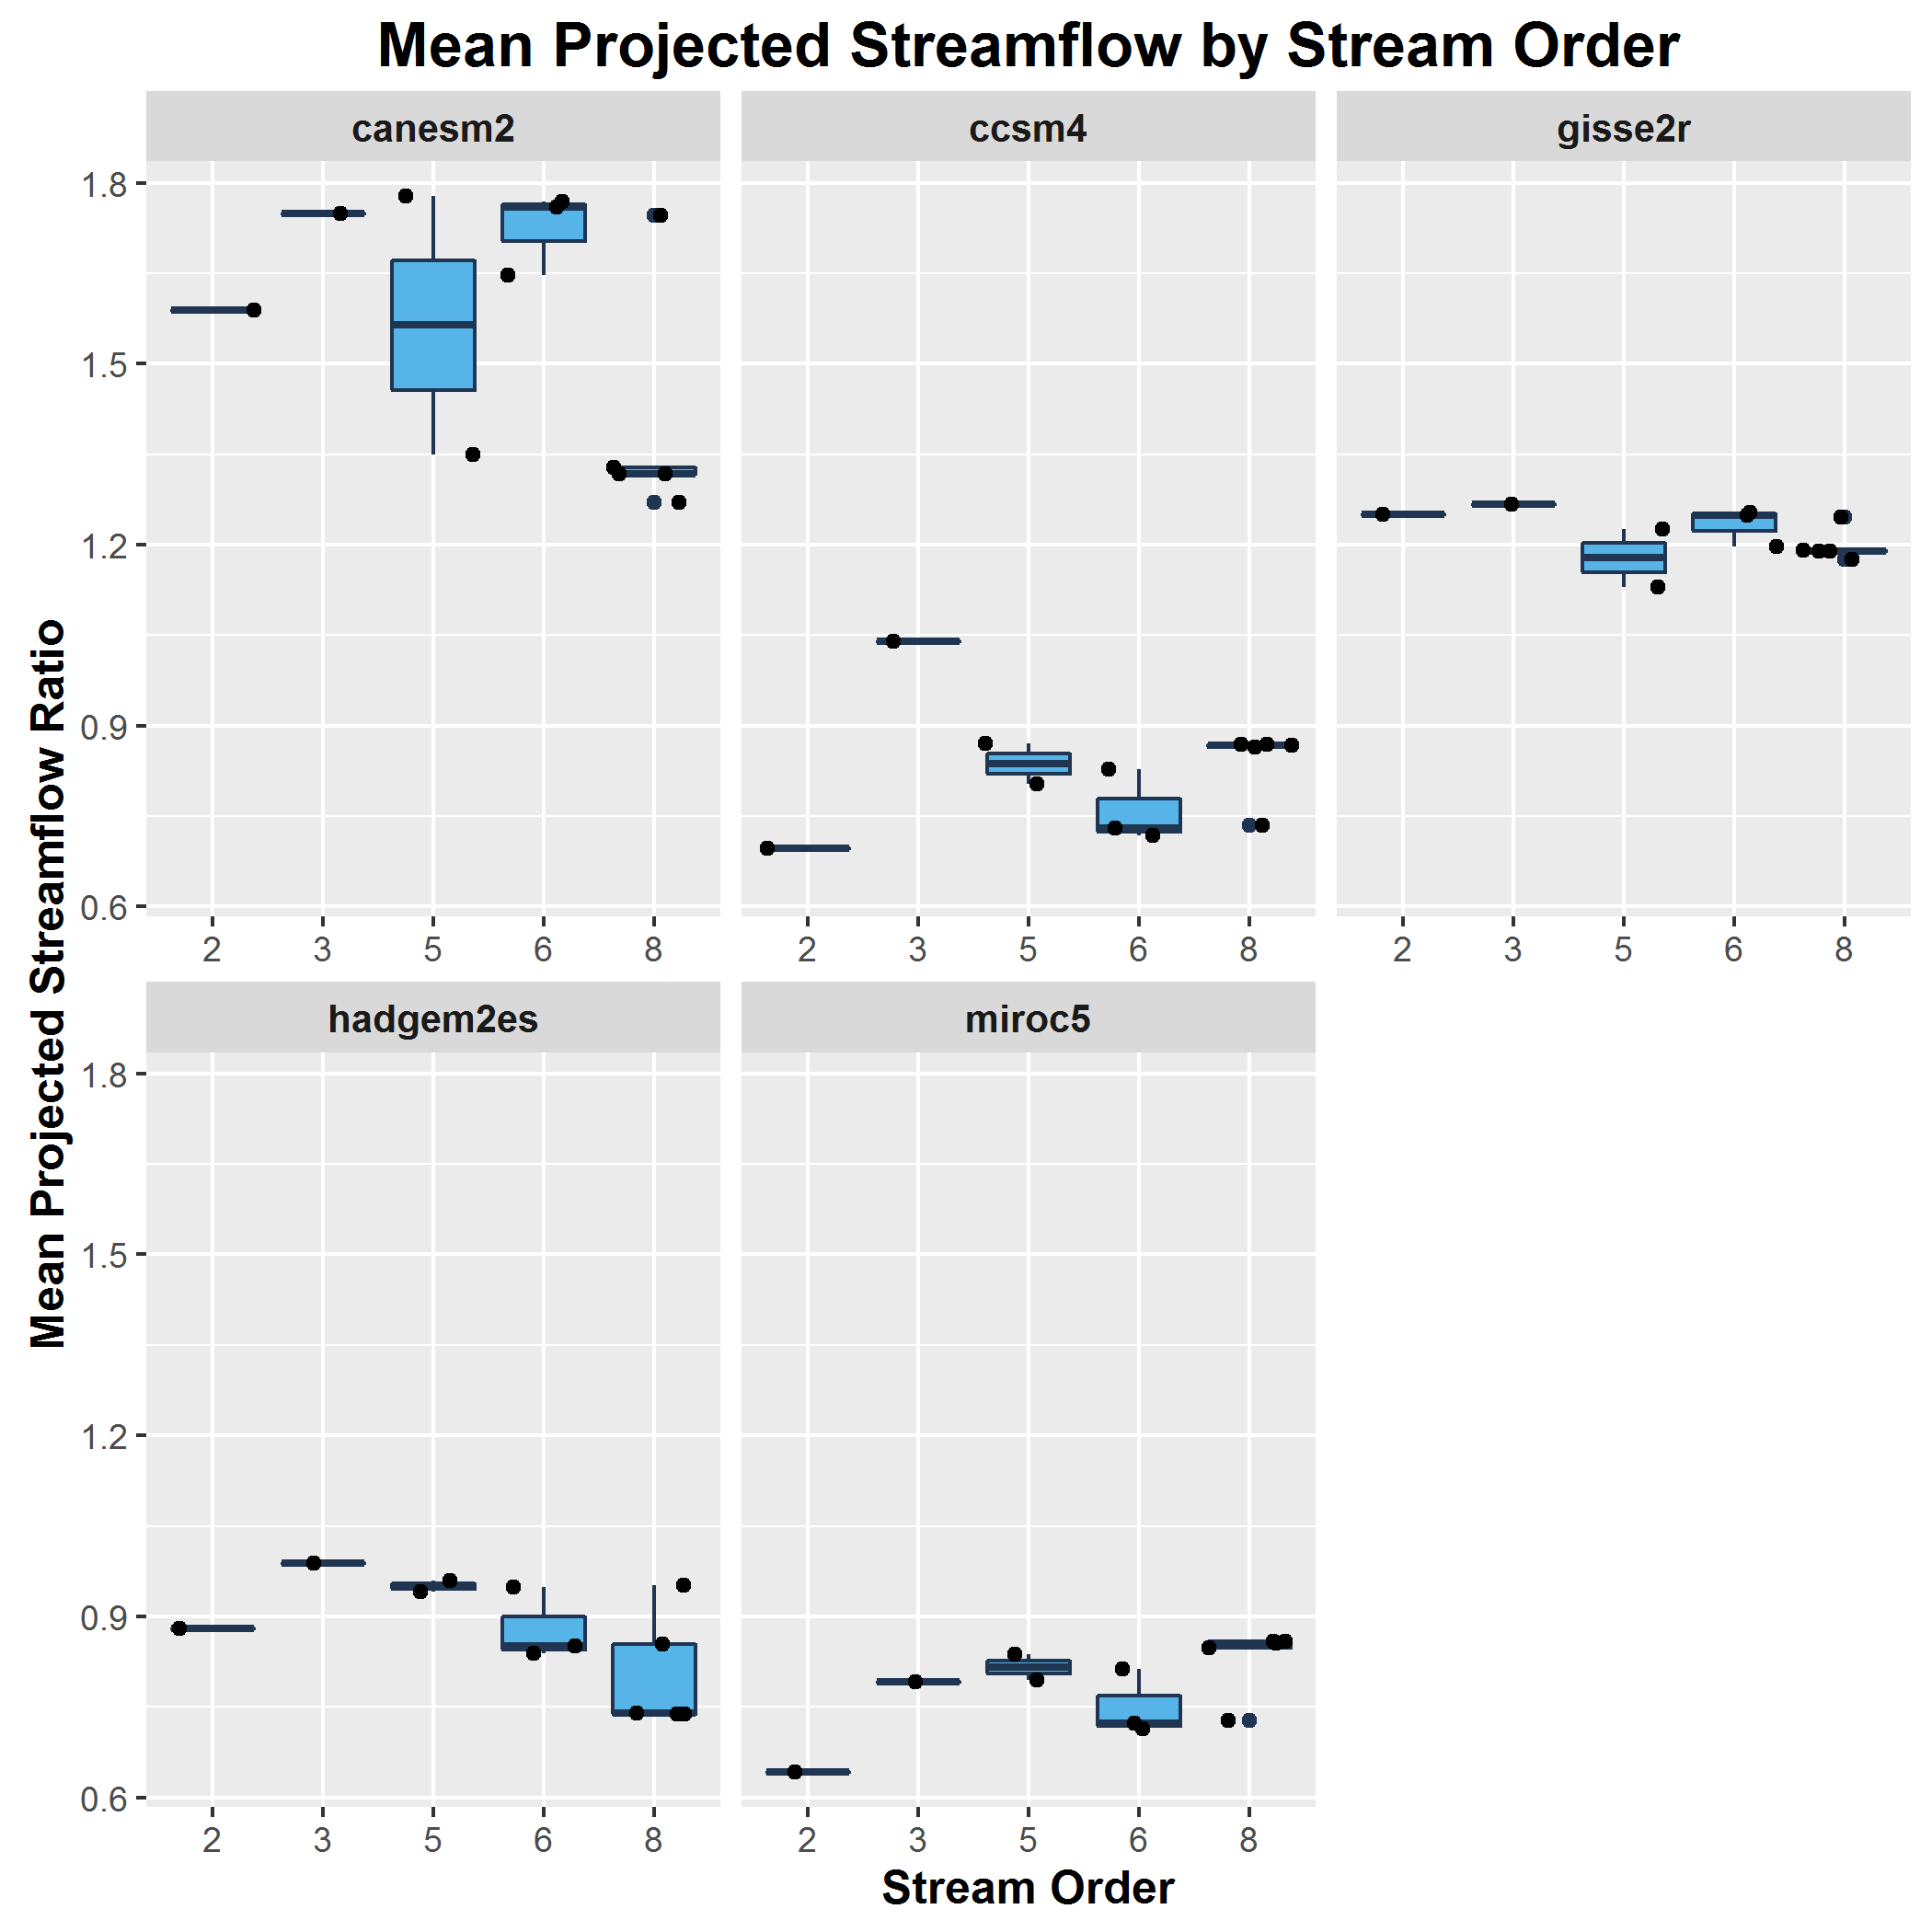 Mean Projected Streamflow by Stream Order
canesm2 ccsm4 gisse2r
1.8
1.5
1.2
0.9
0.6
2 3 5 6 8 2 3 5 6 8 2 3 5 6 8
Mean Projected Streamflow Ratio
hadgem2es miroc5
1.8
1.5
1.2
0.9
0.6
2 3 5 6 8 2 3 5 6 8
Stream Order